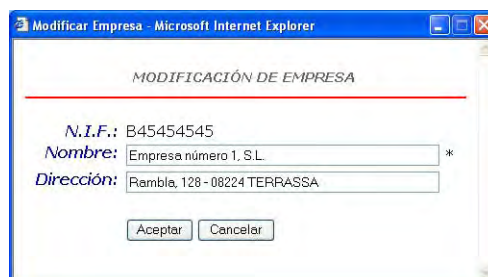 Modificar Empresa - Microsoft Internet Explorer
MODIFICACIÓN DE EMPRESA
N.I.F.: B45454545
Nombre: Empresa número 1, S.L. *
Dirección: Rambla, 128 - 08224 TERRASSA
Aceptar Cancelar